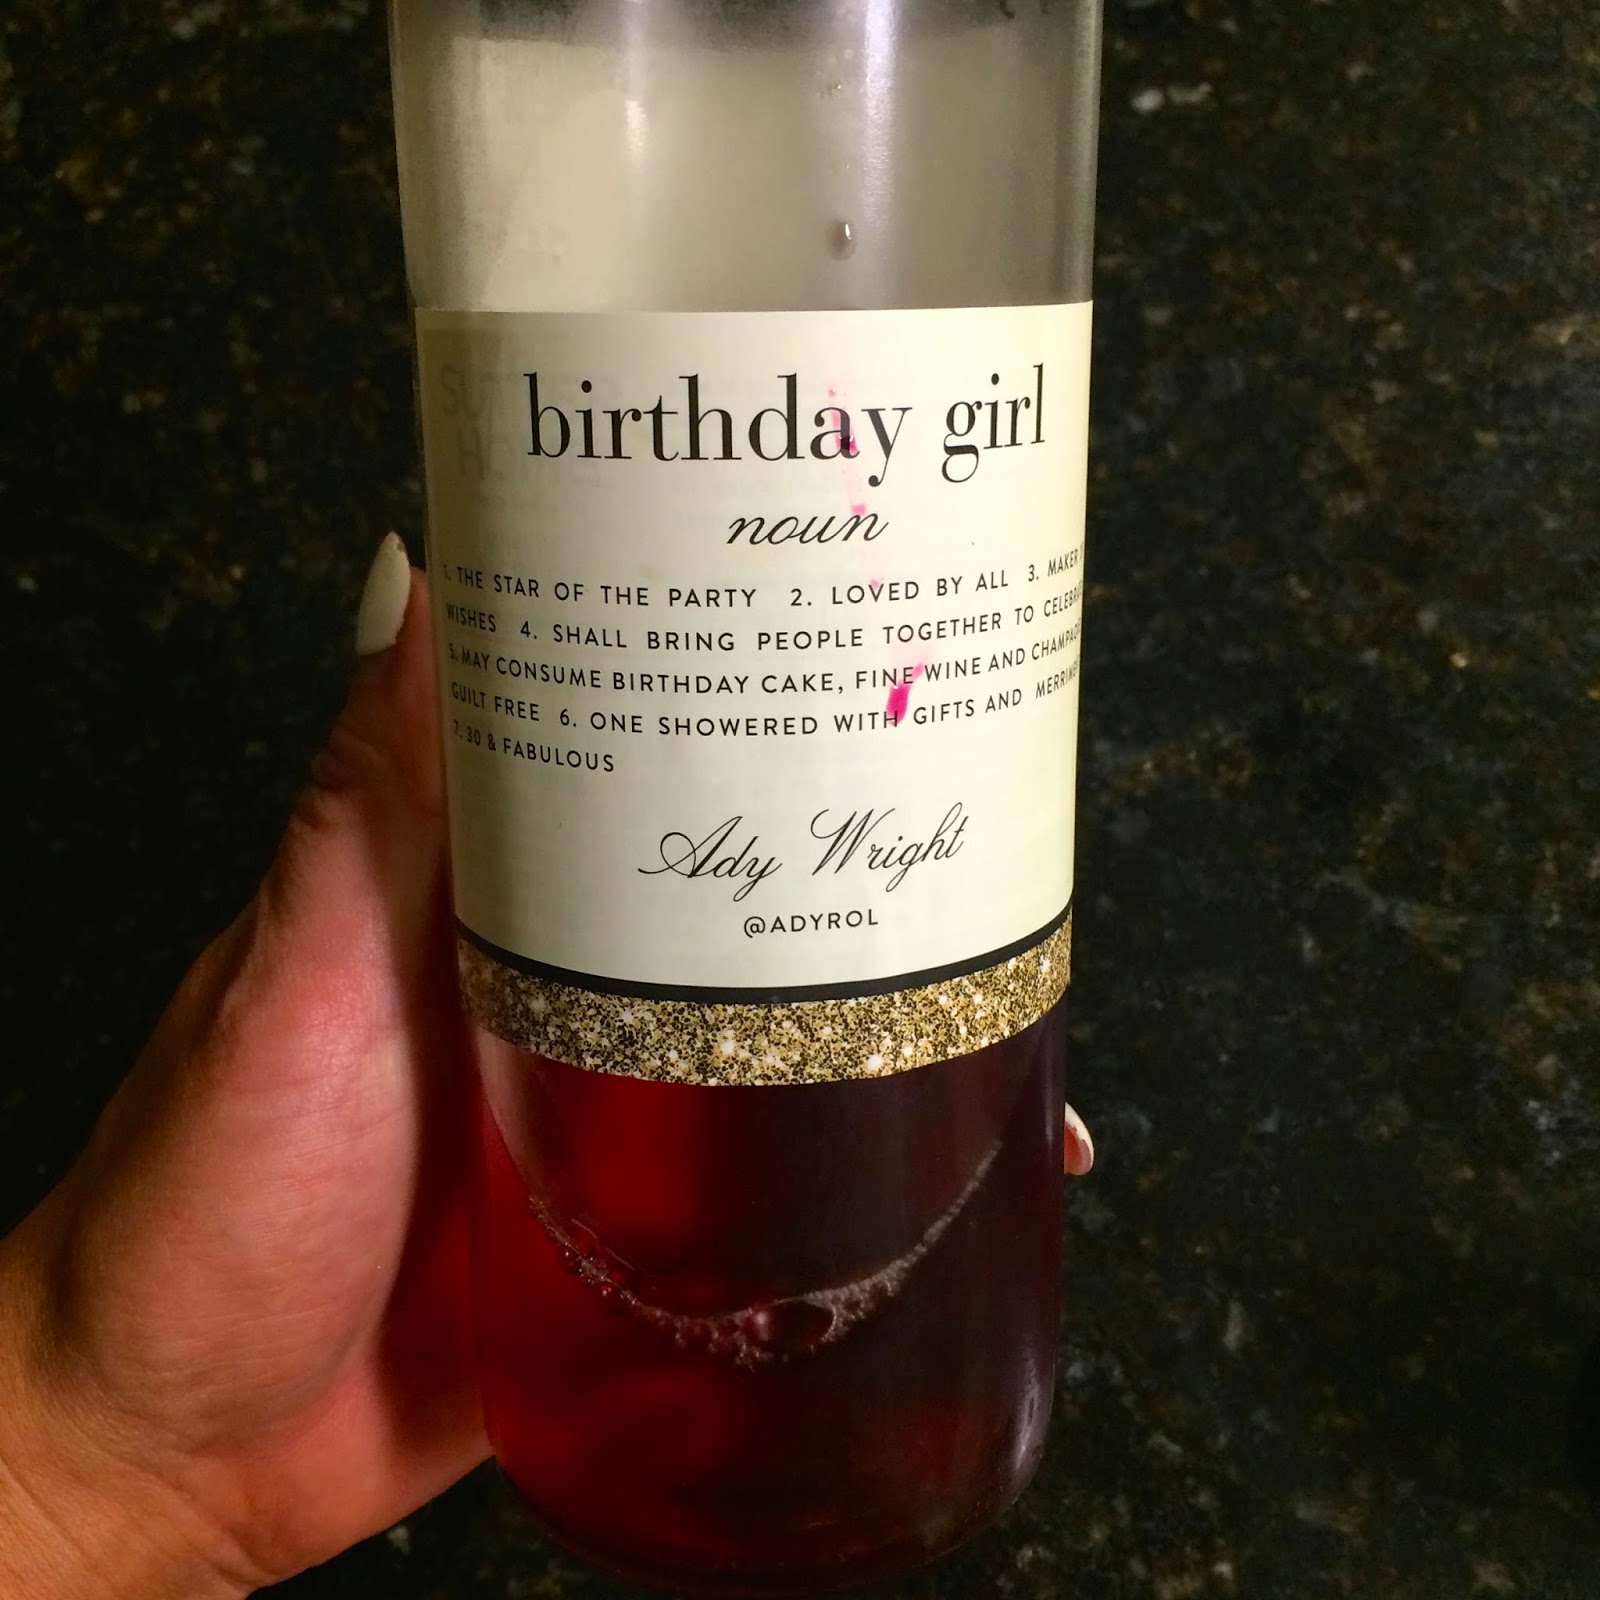 birthday girl
noun
1. THE STAR OF THE PARTY 2. LOVED BY ALL 3. MAKER
WISHES 4. SHALL BRING PEOPLE TOGETHER TO
5. MAY CONSUME BIRTHDAY CAKE, FINE WINE AND
GUILT FREE 6. ONE SHOWERED WITH GIFTS AND
7. 30 & FABULOUS
Ady Wright
@ADYROL